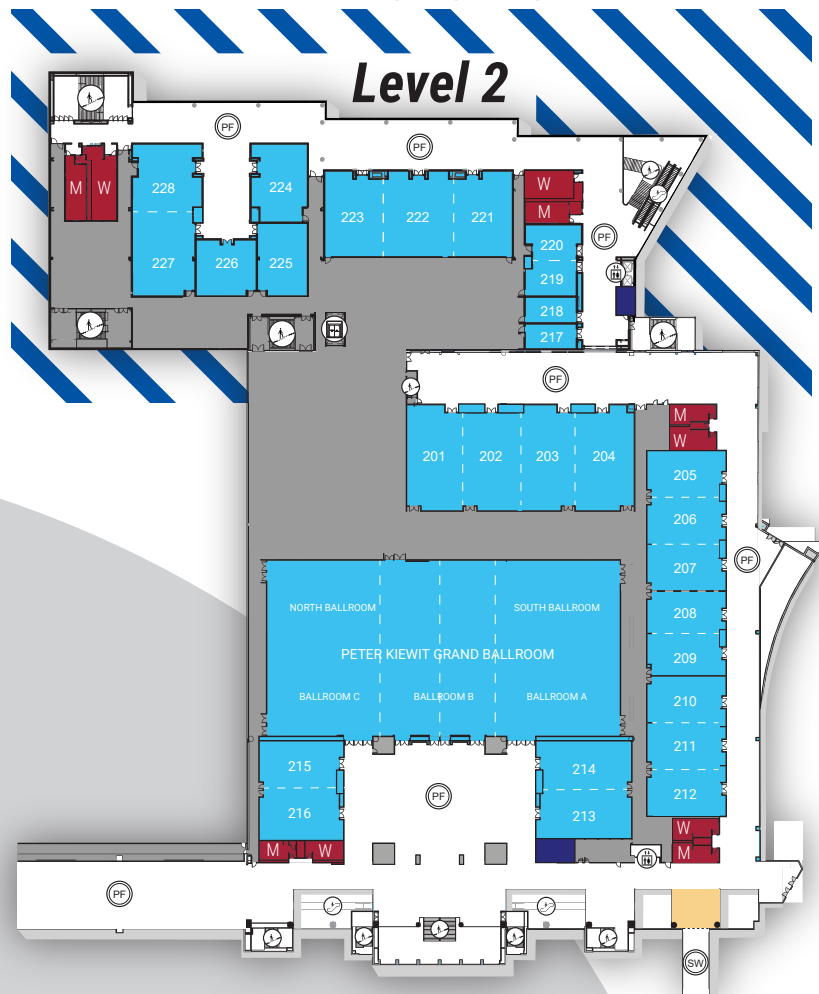 Level 2
PF
PF
M W
228
224
W
M
223 222 221
PF
220
227
226
225
219
218
217
PF
M
W
201 202 203 204
205
206
207
PF
208
209
NORTH BALLROOM
SOUTH BALLROOM
PETER KIEWIT GRAND BALLROOM
BALLROOM C
BALLROOM B
BALLROOM A
210
211
212
215
216
214
213
PF
W
M
M W
PF
SW